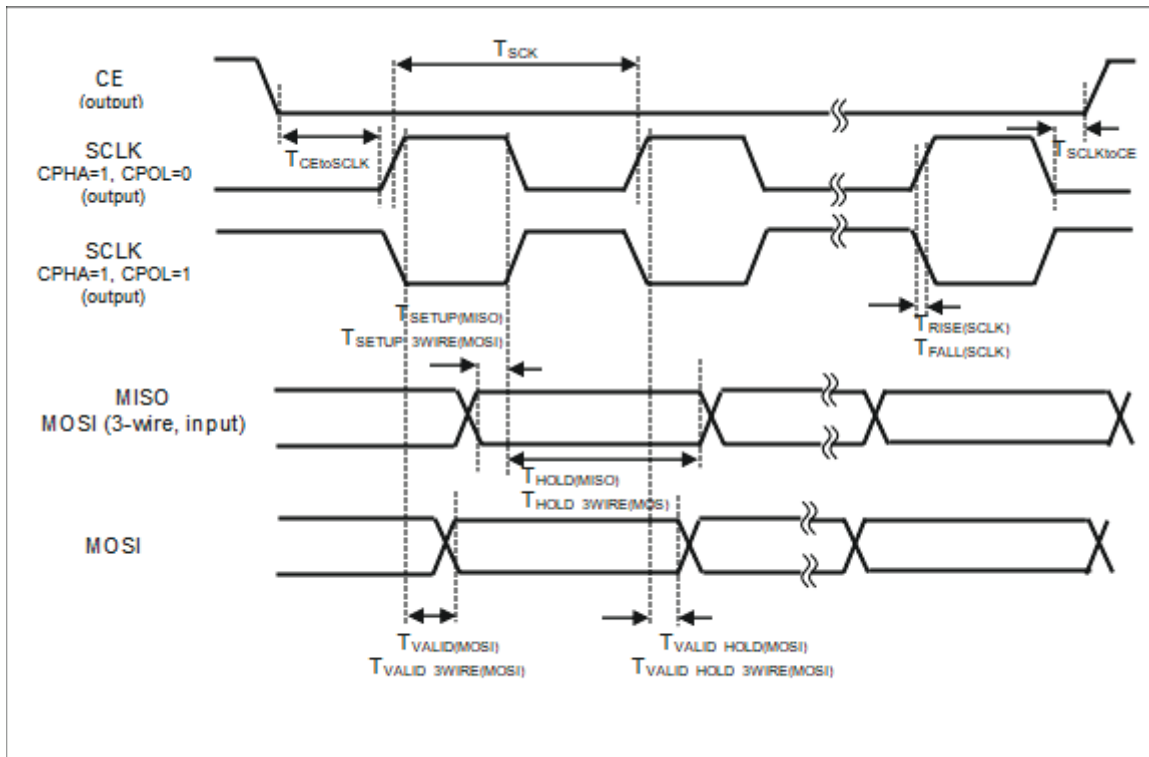 TSCK
CE
(output)
TCEtoSCLK
TSCLKtoCE
SCLK
CPHA=1, CPOL=0
(output)
SCLK
CPHA=1, CPOL=1
(output)
TSETUP(MISO)
TSETUP 3WIRE(MOSI)
TRISE(SCLK)
TFALL(SCLK)
MISO
MOSI (3-wire, input)
THOLD(MISO)
THOLD 3WIRE(MOS)
MOSI
TVALID(MOSI)
TVALID 3WIRE(MOSI)
TVALID HOLD(MOSI)
TVALID HOLD 3WIRE(MOSI)